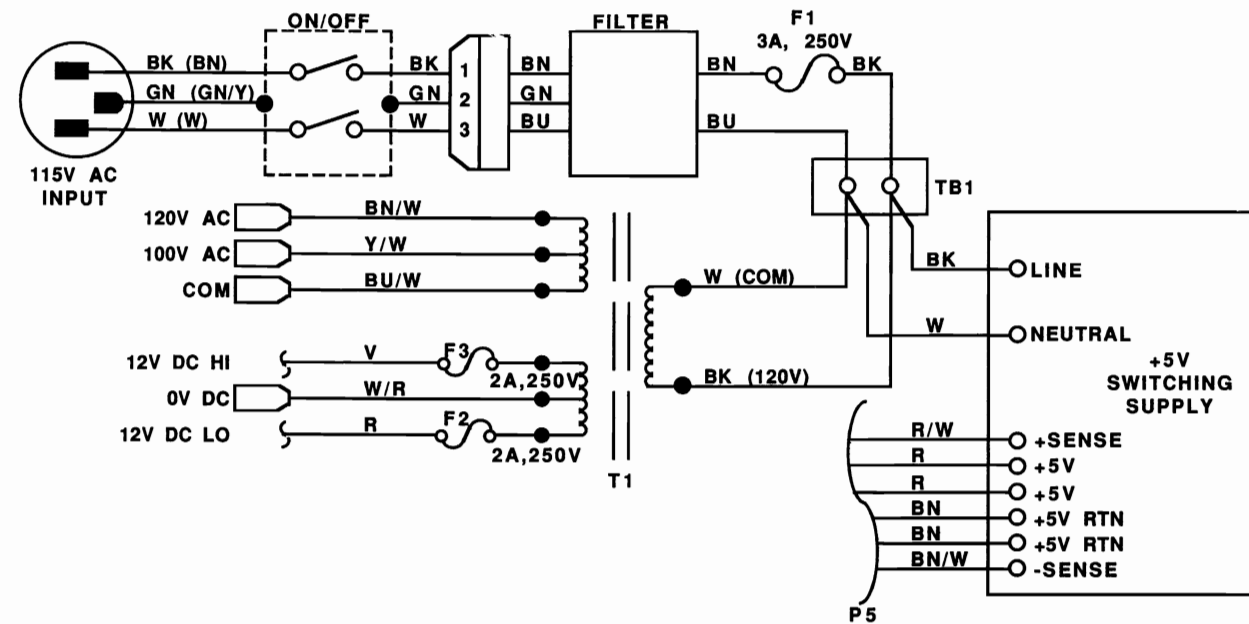 ON/OFF
FILTER
F1
3A, 250V
BK (BN)
BK
1
BN
BN
BK
GN (GN/Y)
GN
2
GN
W (W)
W
3
BU
BU
115V AC
INPUT
TB1
120V AC
BN/W
100V AC
Y/W
COM
BU/W
W (COM)
BK
LINE
W
NEUTRAL
12V DC HI
V
F3
2A,250V
BK (120V)
+5V
SWITCHING
SUPPLY
0V DC
W/R
12V DC LO
R
F2
2A,250V
T1
R/W
+SENSE
R
+5V
R
+5V
BN
+5V RTN
BN
+5V RTN
BN/W
-SENSE
P5